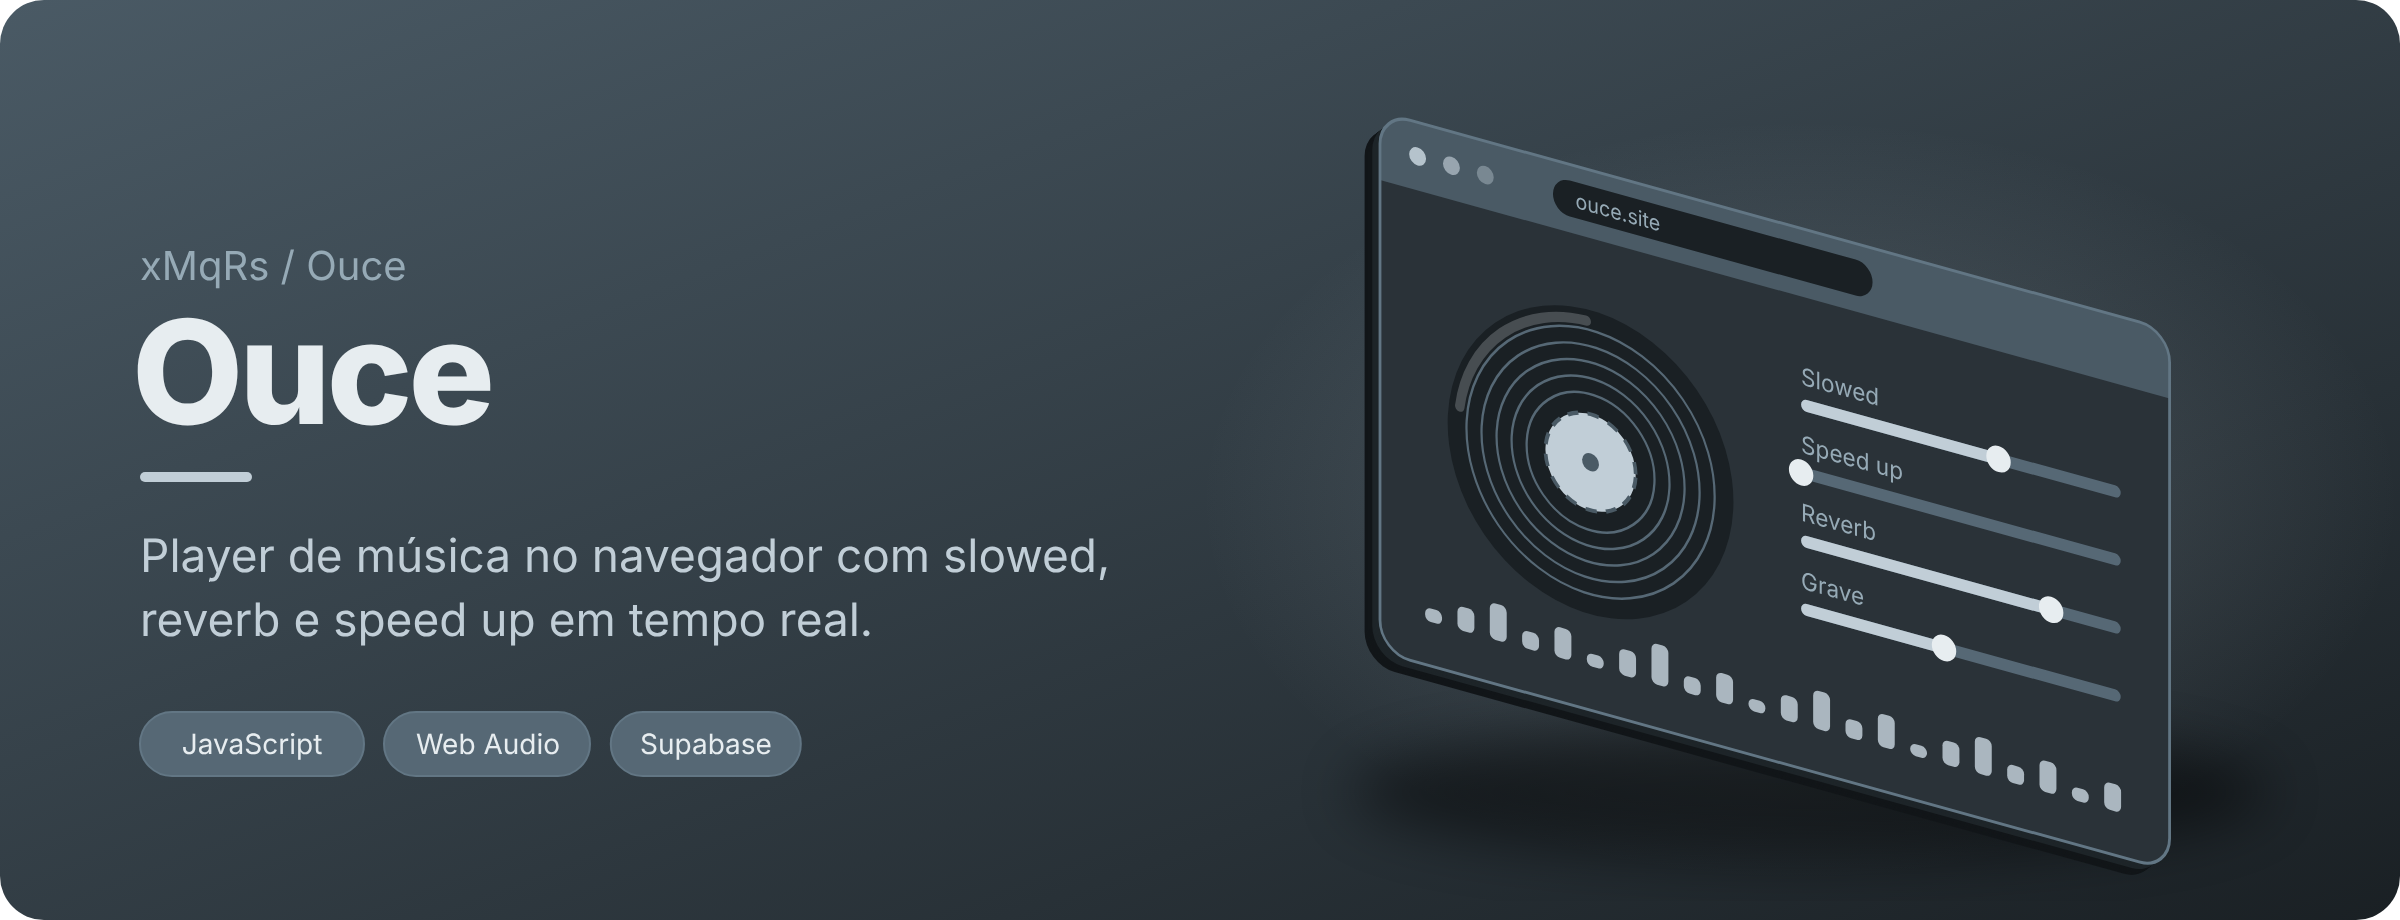 xMqRs / Ouce
Ouce
Player de música no navegador com slowed,
reverb e speed up em tempo real.
JavaScript
Web Audio
Supabase
ouce.site
Slowed
Speed up
Reverb
Grave